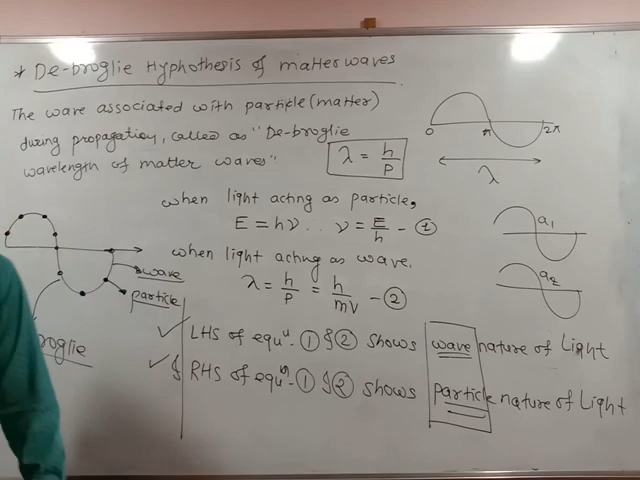 * De-broglie Hyphothesis of matter waves
The wave associated with particle (matter)
during propagation, called as "De-broglie
wavelength of matter waves"
λ = h/P
0 π 2π
λ
when light acting as particle,
E = hν .. ν = E/h - ①
when light acting as wave.
λ = h/P = h/mv - ②
a1
a2
wave
particle
roglie
✓ LHS of equⁿ. ① & ② shows wave nature of Light
✓ & RHS of equⁿ. ① & ② shows particle nature of Light